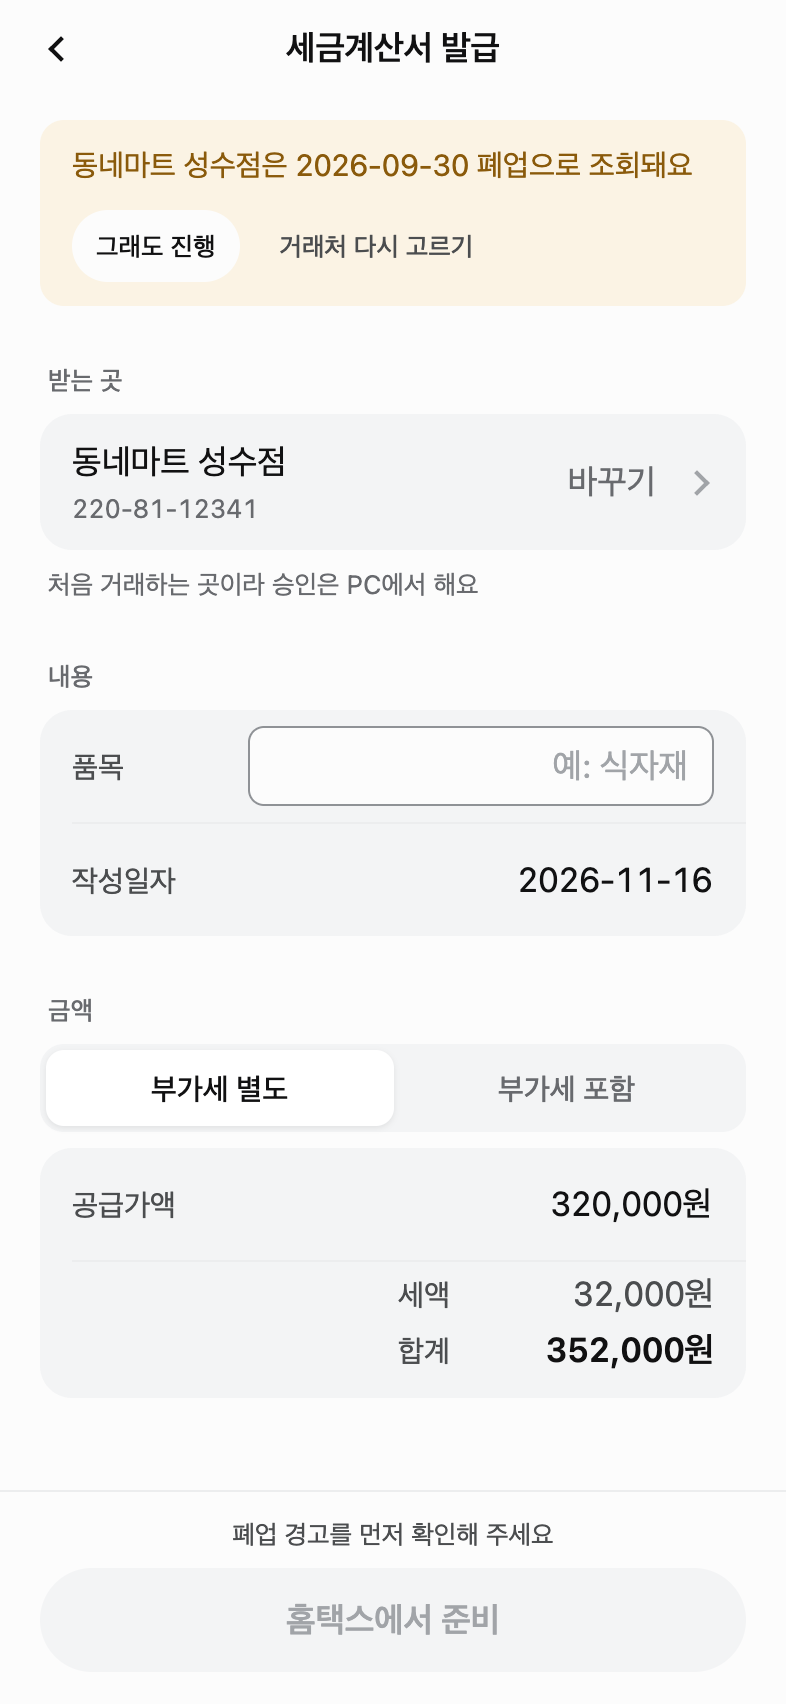 세금계산서 발급
동네마트 성수점은 2026-09-30 폐업으로 조회돼요
그래도 진행 거래처 다시 고르기
받는 곳
동네마트 성수점
220-81-12341
바꾸기
처음 거래하는 곳이라 승인은 PC에서 해요
내용
품목 예: 식자재
작성일자 2026-11-16
금액
부가세 별도 부가세 포함
공급가액 320,000원
세액 32,000원
합계 352,000원
폐업 경고를 먼저 확인해 주세요
홈택스에서 준비